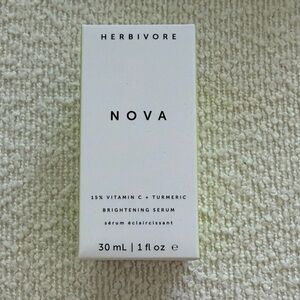 HERBIVORE
NOVA
15% VITAMIN C + TURMERIC
BRIGHTENING SERUM
sérum éclaircissant
30 mL | 1 fl oz ℮